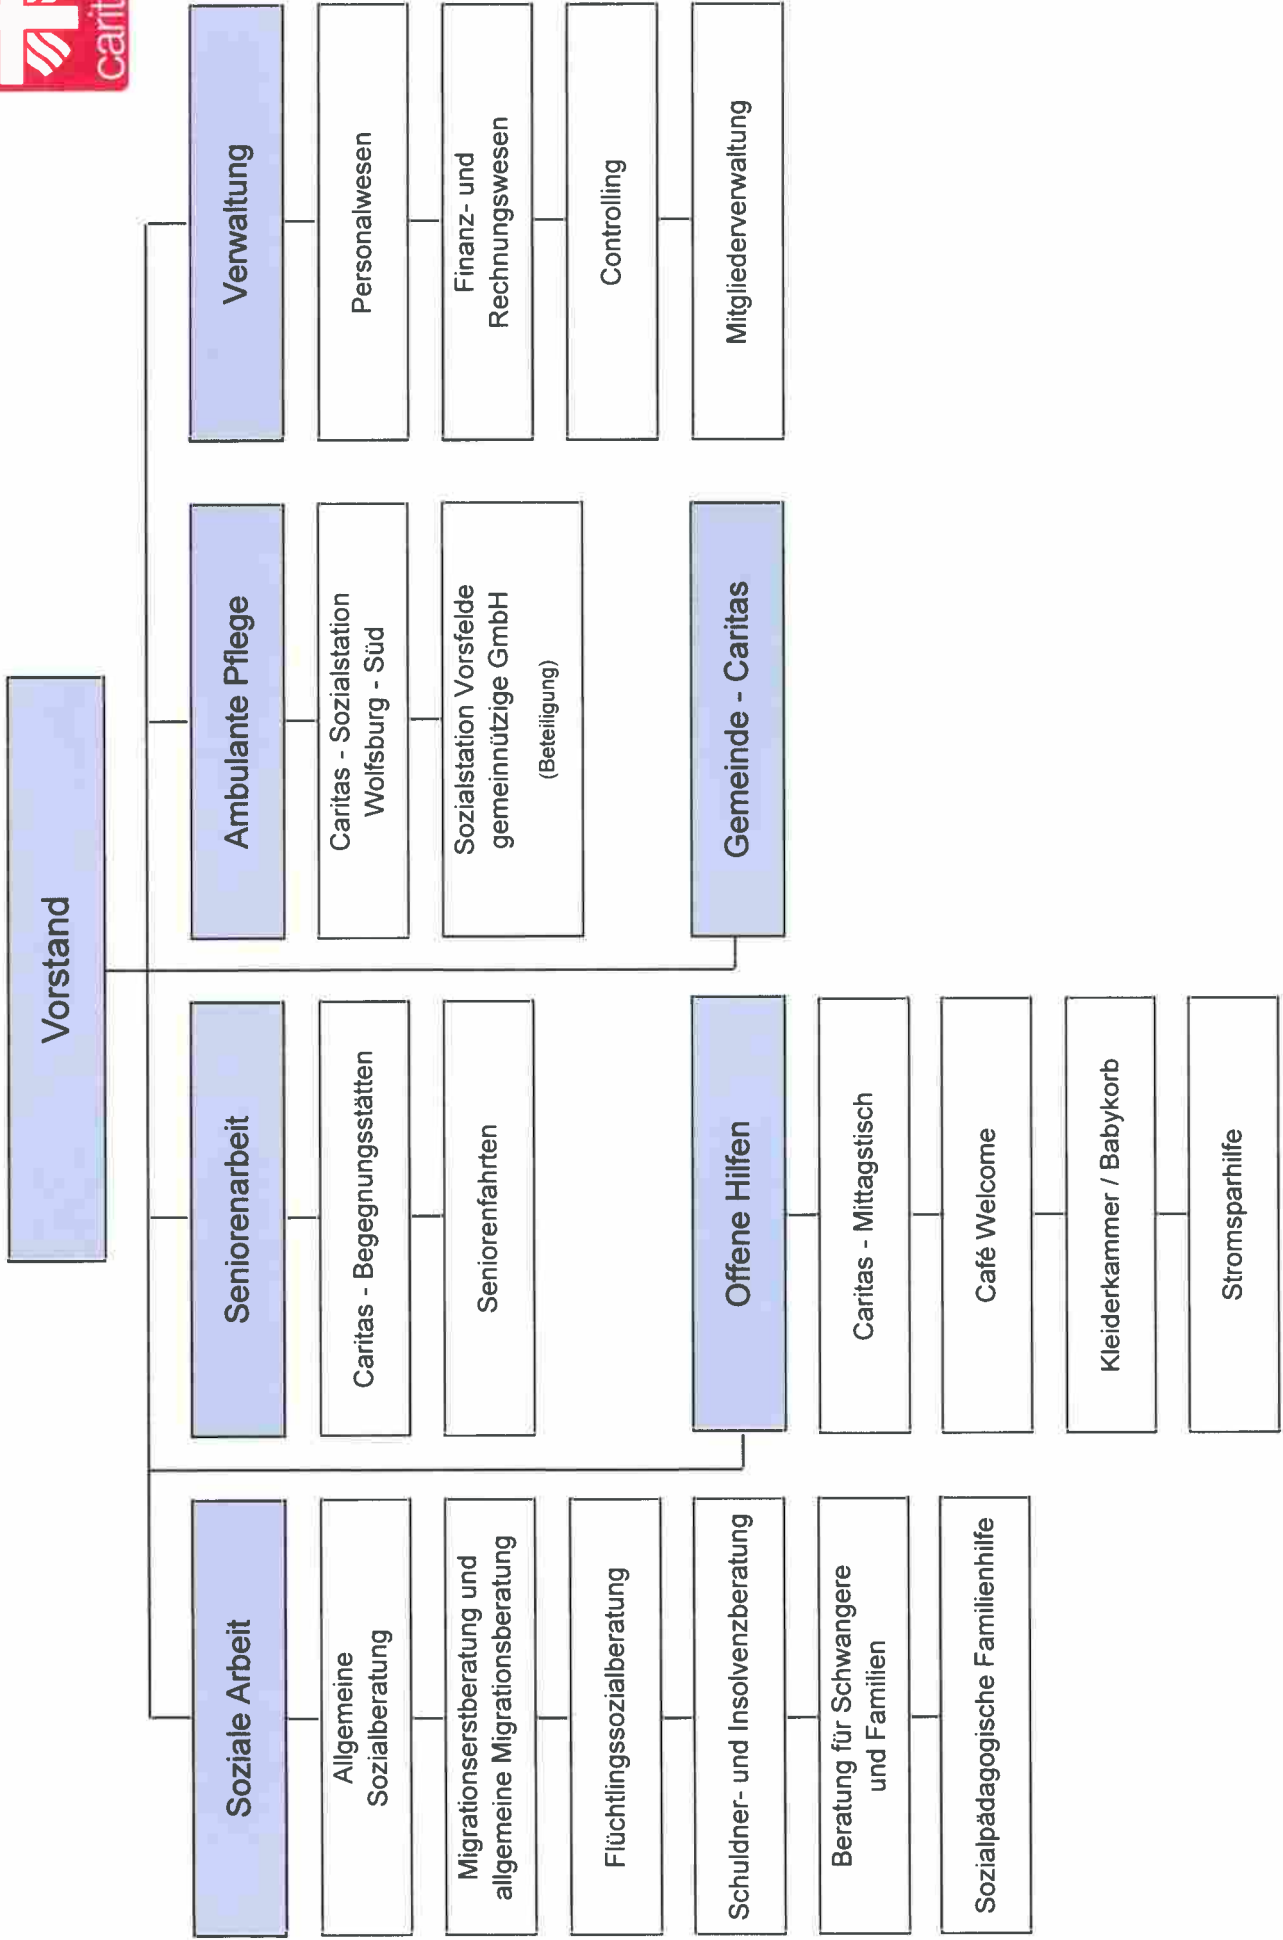 carit
Vorstand
Soziale Arbeit
Allgemeine
Sozialberatung
Migrationserstberatung und
allgemeine Migrationsberatung
Flüchtlingssozialberatung
Schuldner- und Insolvenzberatung
Beratung für Schwangere
und Familien
Sozialpädagogische Familienhilfe
Seniorenarbeit
Caritas - Begegnungsstätten
Seniorenfahrten
Offene Hilfen
Caritas - Mittagstisch
Café Welcome
Kleiderkammer / Babykorb
Stromsparhilfe
Ambulante Pflege
Caritas - Sozialstation
Wolfsburg - Süd
Sozialstation Vorsfelde
gemeinnützige GmbH
(Beteiligung)
Gemeinde - Caritas
Verwaltung
Personalwesen
Finanz- und
Rechnungswesen
Controlling
Mitgliederverwaltung